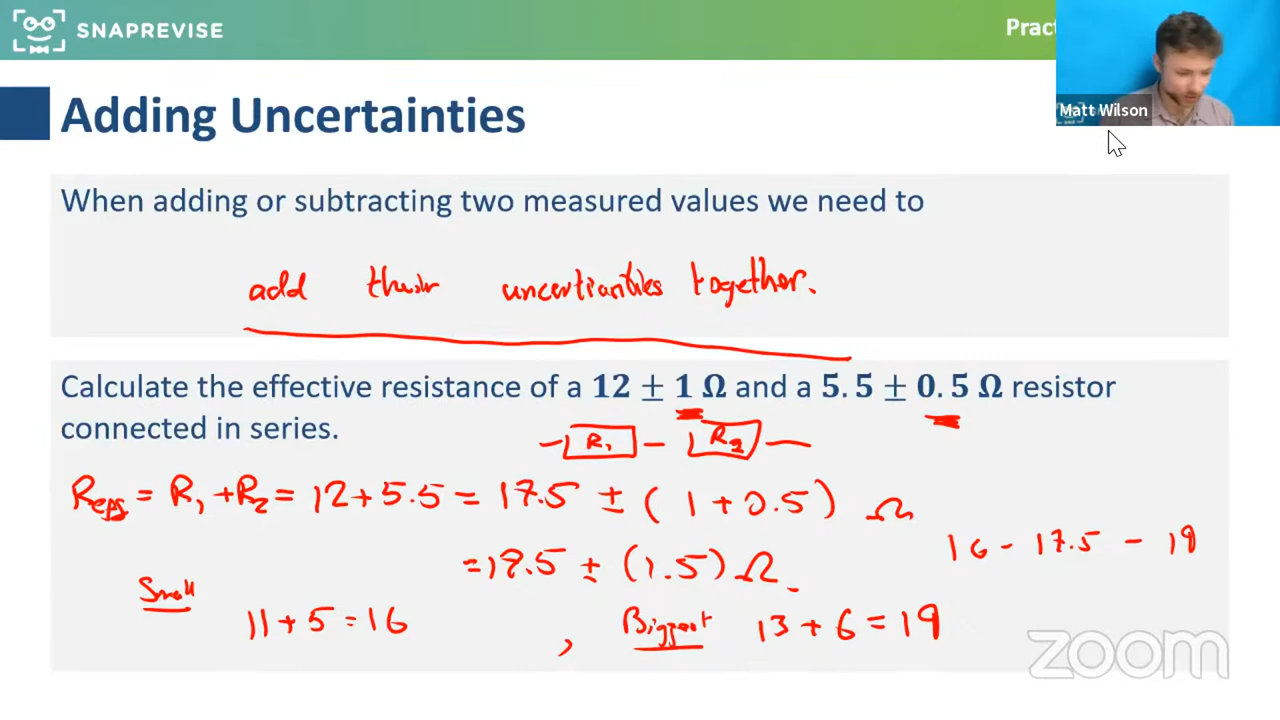 SNAPREVISE
Pract
Matt Wilson
Adding Uncertainties
When adding or subtracting two measured values we need to
add their uncertianities together.
Calculate the effective resistance of a 12 ± 1 Ω and a 5.5 ± 0.5 Ω resistor
connected in series.
R₁ R₂
= R₁ + R₂ = 12 + 5.5 = 17.5 ± ( 1 + 0.5 ) Ω
16 - 17.5 - 19
= 17.5 ± (1.5) Ω
Small
11 + 5 = 16 , Biggest 13 + 6 = 19
zoom